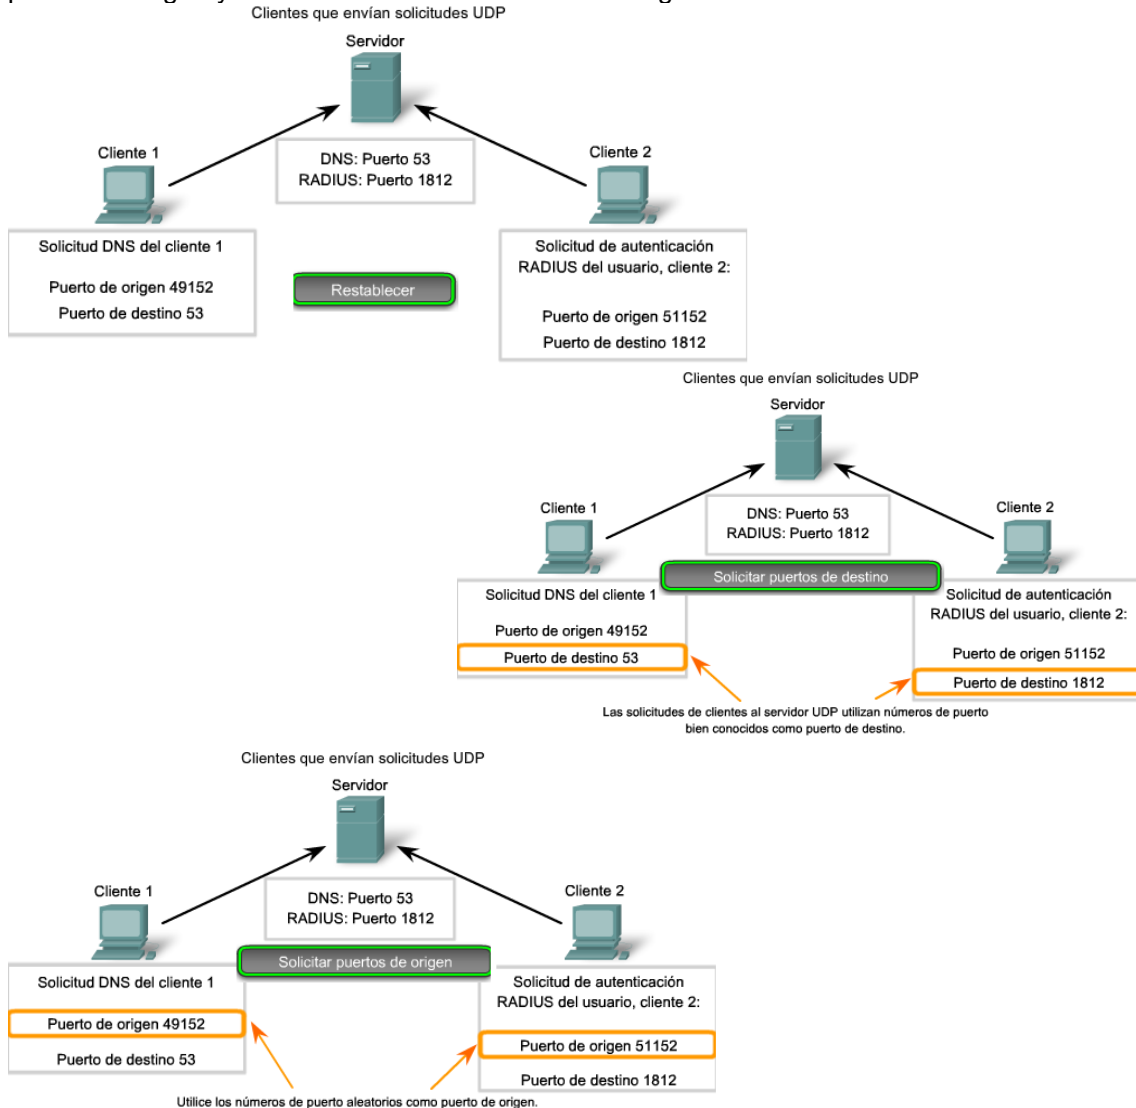 Clientes que envían solicitudes UDP
Servidor
Cliente 1
DNS: Puerto 53
RADIUS: Puerto 1812
Cliente 2
Solicitud DNS del cliente 1
Puerto de origen 49152
Puerto de destino 53
Restablecer
Solicitud de autenticación
RADIUS del usuario, cliente 2:
Puerto de origen 51152
Puerto de destino 1812
Clientes que envían solicitudes UDP
Servidor
Cliente 1
DNS: Puerto 53
RADIUS: Puerto 1812
Cliente 2
Solicitar puertos de destino
Solicitud DNS del cliente 1
Puerto de origen 49152
Puerto de destino 53
Solicitud de autenticación
RADIUS del usuario, cliente 2:
Puerto de origen 51152
Puerto de destino 1812
Las solicitudes de clientes al servidor UDP utilizan números de puerto
bien conocidos como puerto de destino.
Clientes que envían solicitudes UDP
Servidor
Cliente 1
DNS: Puerto 53
RADIUS: Puerto 1812
Cliente 2
Solicitar puertos de origen
Solicitud DNS del cliente 1
Puerto de origen 49152
Puerto de destino 53
Solicitud de autenticación
RADIUS del usuario, cliente 2:
Puerto de origen 51152
Puerto de destino 1812
Utilice los números de puerto aleatorios como puerto de origen.